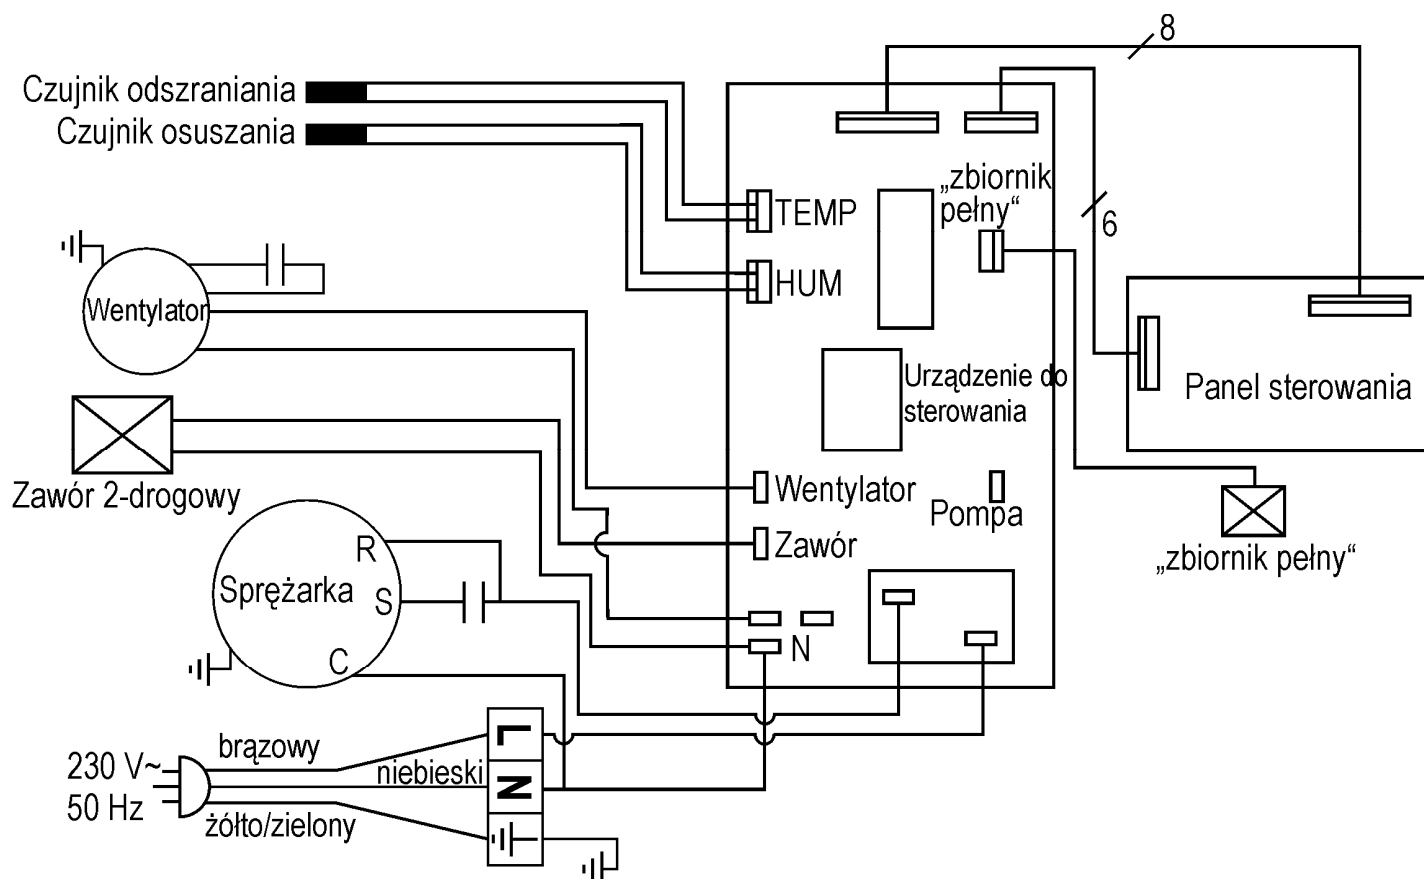 8
Czujnik odszraniania
Czujnik osuszania
„zbiornik
pełny“
TEMP
6
HUM
Wentylator
Urządzenie do
sterowania
Panel sterowania
Zawór 2-drogowy
Wentylator
Pompa
Zawór
„zbiornik pełny“
R
Sprężarka
S
C
N
L
brązowy
230 V~
niebieski
N
50 Hz
żółto/zielony